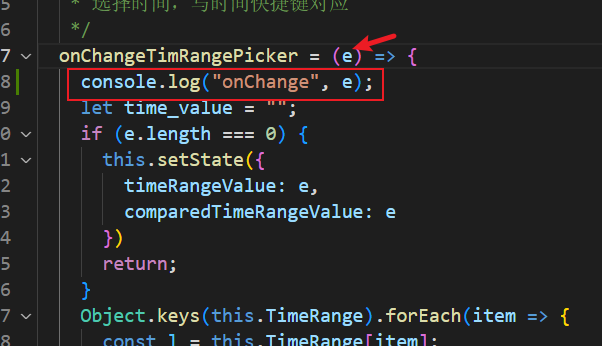 5 * 选择时间，与时间快捷键对应
6 */
7 onChangeTimRangePicker = (e) => {
8 console.log("onChange", e);
9 let time_value = "";
0 if (e.length === 0) {
1 this.setState({
2 timeRangeValue: e,
3 comparedTimeRangeValue: e
4 })
5 return;
6 }
7 Object.keys(this.TimeRange).forEach(item => {
8 const l = this.TimeRange[item];